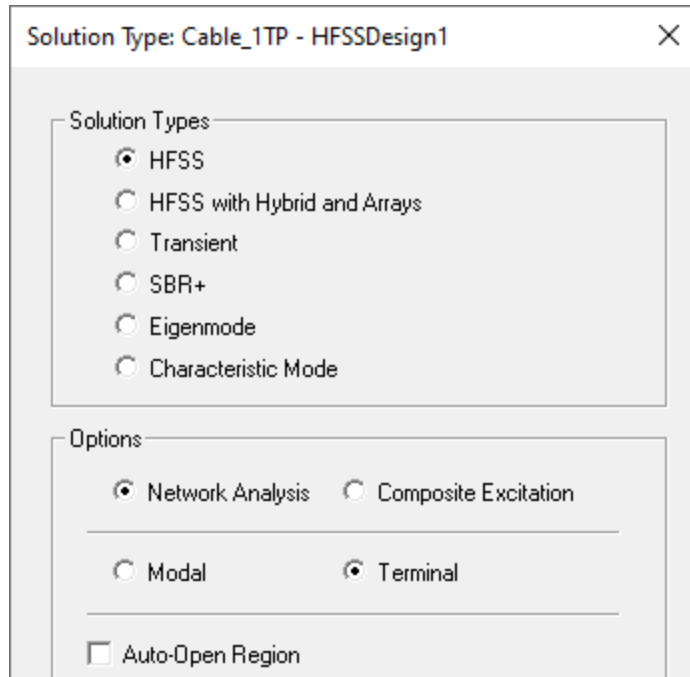 Solution Type: Cable_1TP - HFSSDesign1
Solution Types
HFSS
HFSS with Hybrid and Arrays
Transient
SBR+
Eigenmode
Characteristic Mode
Options
Network Analysis Composite Excitation
Modal Terminal
Auto-Open Region